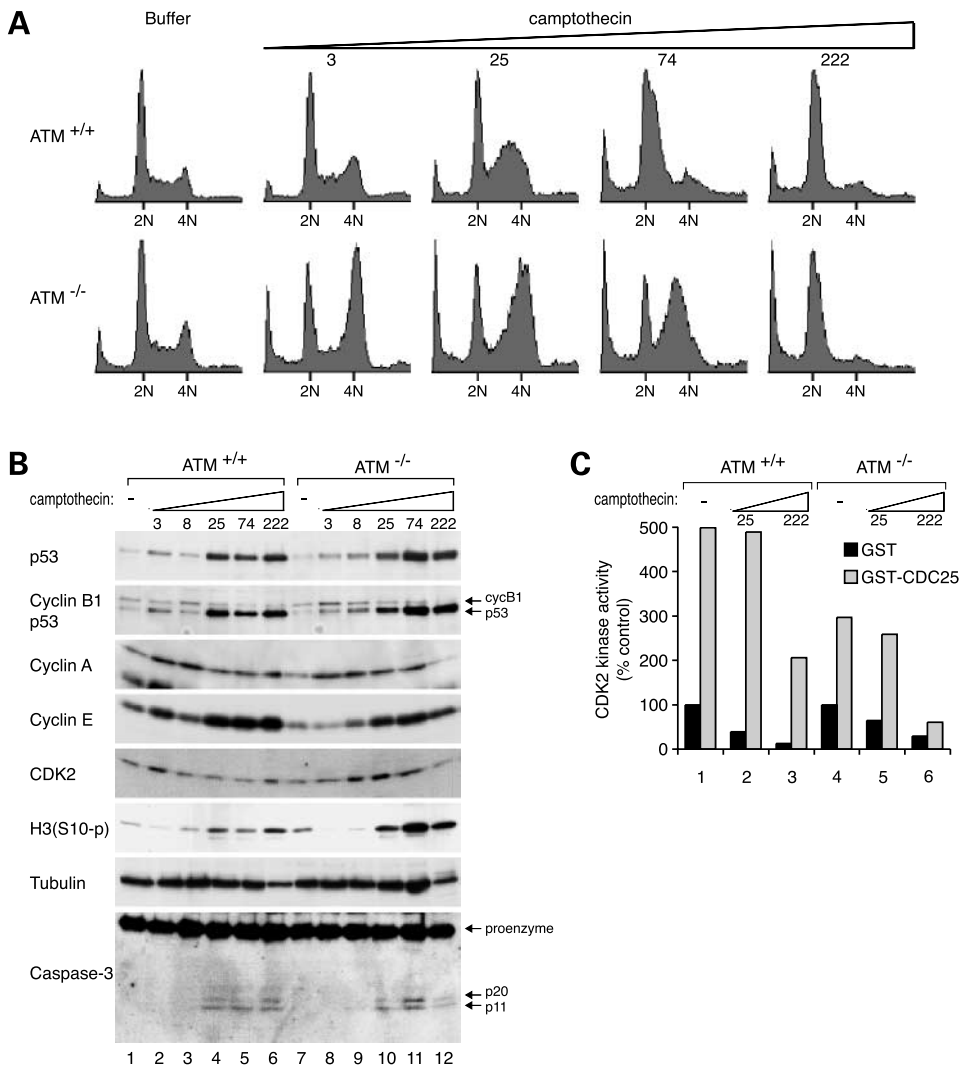 A
Buffer
camptothecin
3 25 74 222
ATM +/+
2N 4N 2N 4N 2N 4N 2N 4N 2N 4N
ATM -/-
2N 4N 2N 4N 2N 4N 2N 4N 2N 4N
B
ATM +/+ ATM -/-
camptothecin: - - 
3 8 25 74 222 3 8 25 74 222
p53
Cyclin B1
p53
cycB1
p53
Cyclin A
Cyclin E
CDK2
H3(S10-p)
Tubulin
Caspase-3
proenzyme
p20
p11
1 2 3 4 5 6 7 8 9 10 11 12
C
ATM +/+ ATM -/-
camptothecin: - -
25 222 25 222
CDK2 kinase activity
(% control)
500
400
300
200
100
0
GST
GST-CDC25
1 2 3 4 5 6